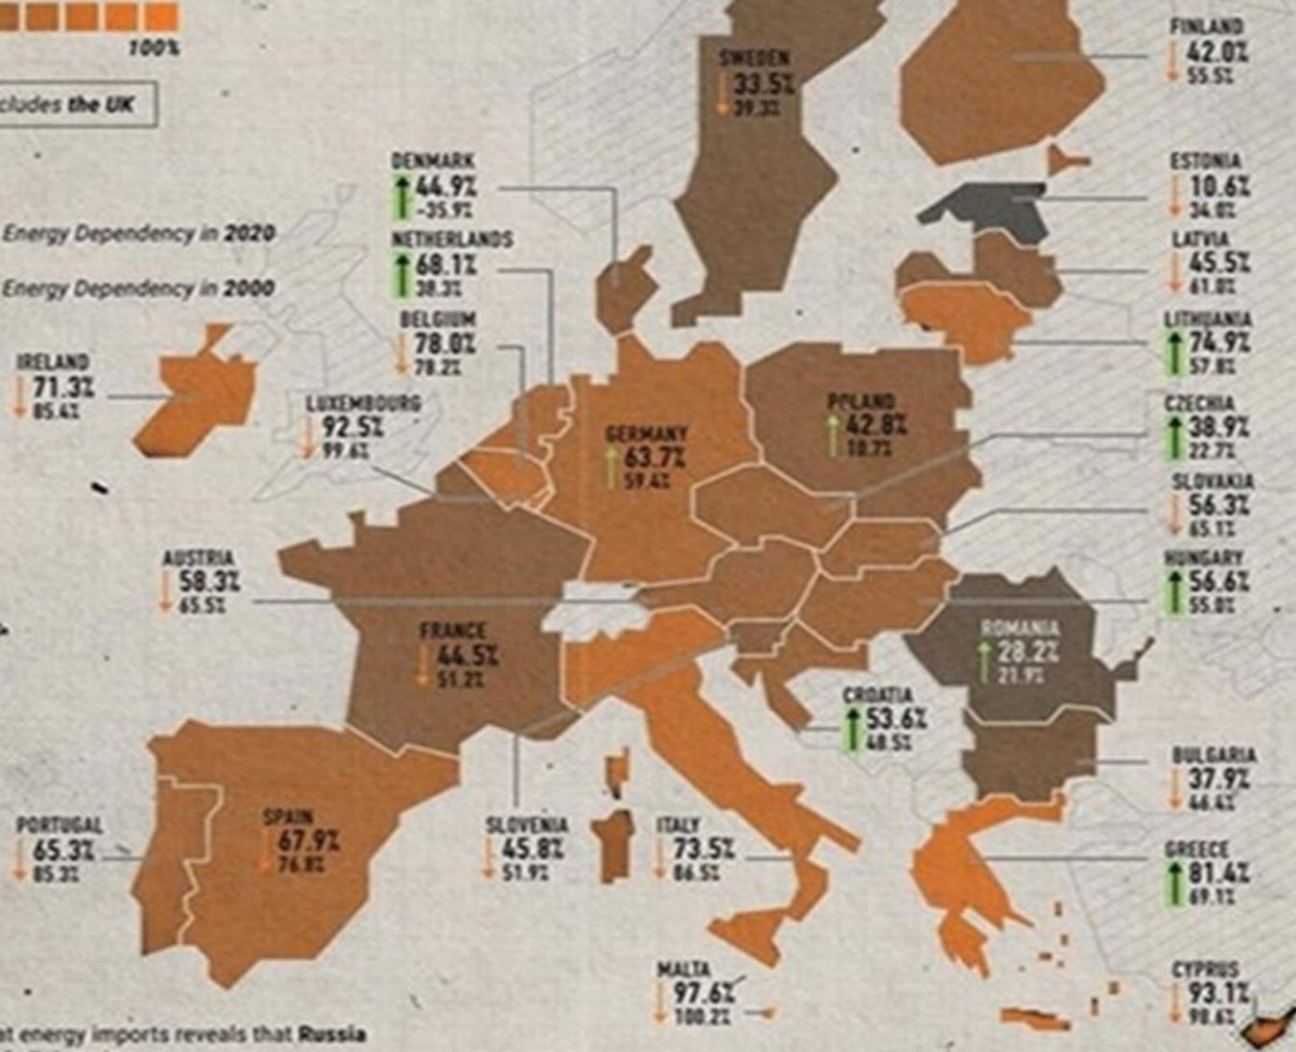 100%
cludes the UK
Energy Dependency in 2020
Energy Dependency in 2000
SWEDEN
33.5%
39.3%
FINLAND
42.0%
55.5%
DENMARK
44.9%
-35.9%
ESTONIA
10.6%
34.0%
NETHERLANDS
68.1%
38.3%
LATVIA
45.5%
61.0%
BELGIUM
78.0%
78.2%
LITHUANIA
74.9%
57.8%
IRELAND
71.3%
85.4%
LUXEMBOURG
92.5%
99.6%
GERMANY
63.7%
59.4%
POLAND
42.8%
10.7%
CZECHIA
38.9%
22.7%
SLOVAKIA
56.3%
65.1%
AUSTRIA
58.3%
65.5%
HUNGARY
56.6%
55.0%
FRANCE
44.5%
51.2%
ROMANIA
28.2%
21.9%
CROATIA
53.6%
48.5%
BULGARIA
37.9%
46.4%
PORTUGAL
65.3%
85.3%
SPAIN
67.9%
76.8%
SLOVENIA
45.8%
51.9%
ITALY
73.5%
86.5%
GREECE
81.4%
69.1%
MALTA
97.6%
100.2%
CYPRUS
93.1%
98.6%
at energy imports reveals that Russia